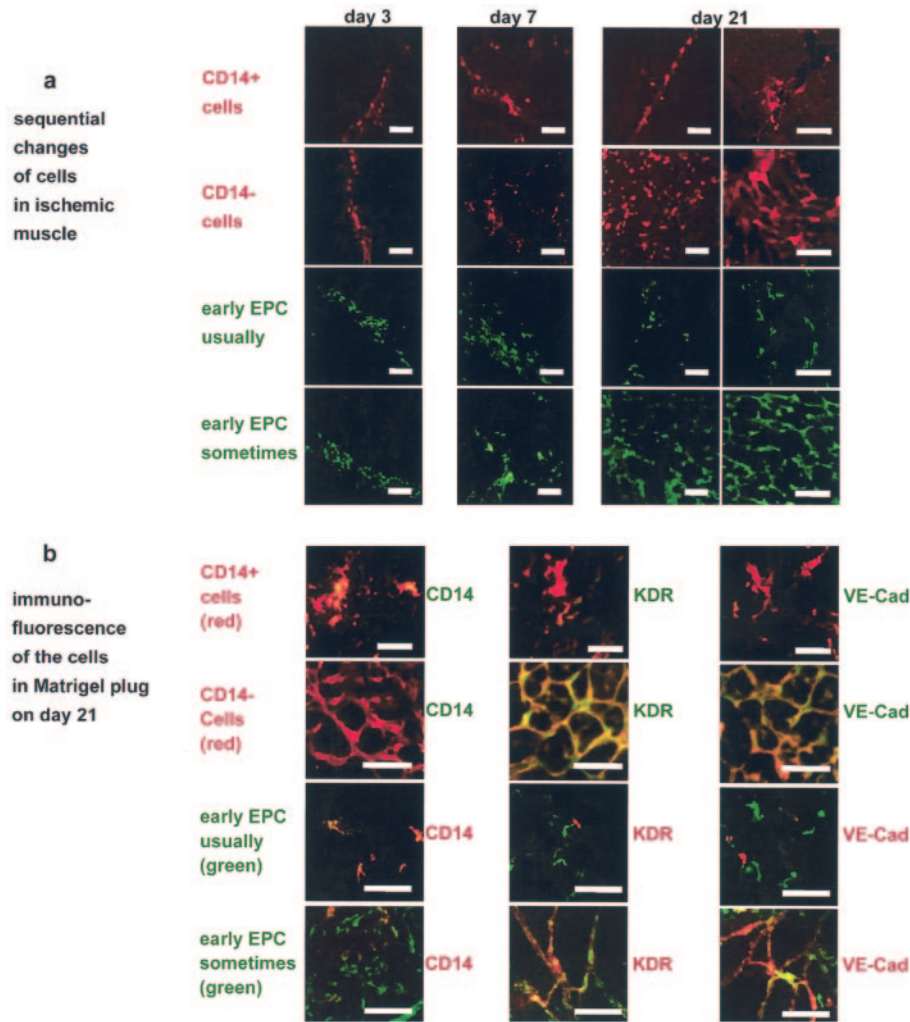 day 3 day 7 day 21
a
sequential
changes
of cells
in ischemic
muscle
CD14+
cells
CD14-
cells
early EPC
usually
early EPC
sometimes
b
immuno-
fluorescence
of the cells
in Matrigel plug
on day 21
CD14+
cells
(red)
CD14 KDR VE-Cad
CD14-
Cells
(red)
CD14 KDR VE-Cad
early EPC
usually
(green)
CD14 KDR VE-Cad
early EPC
sometimes
(green)
CD14 KDR VE-Cad